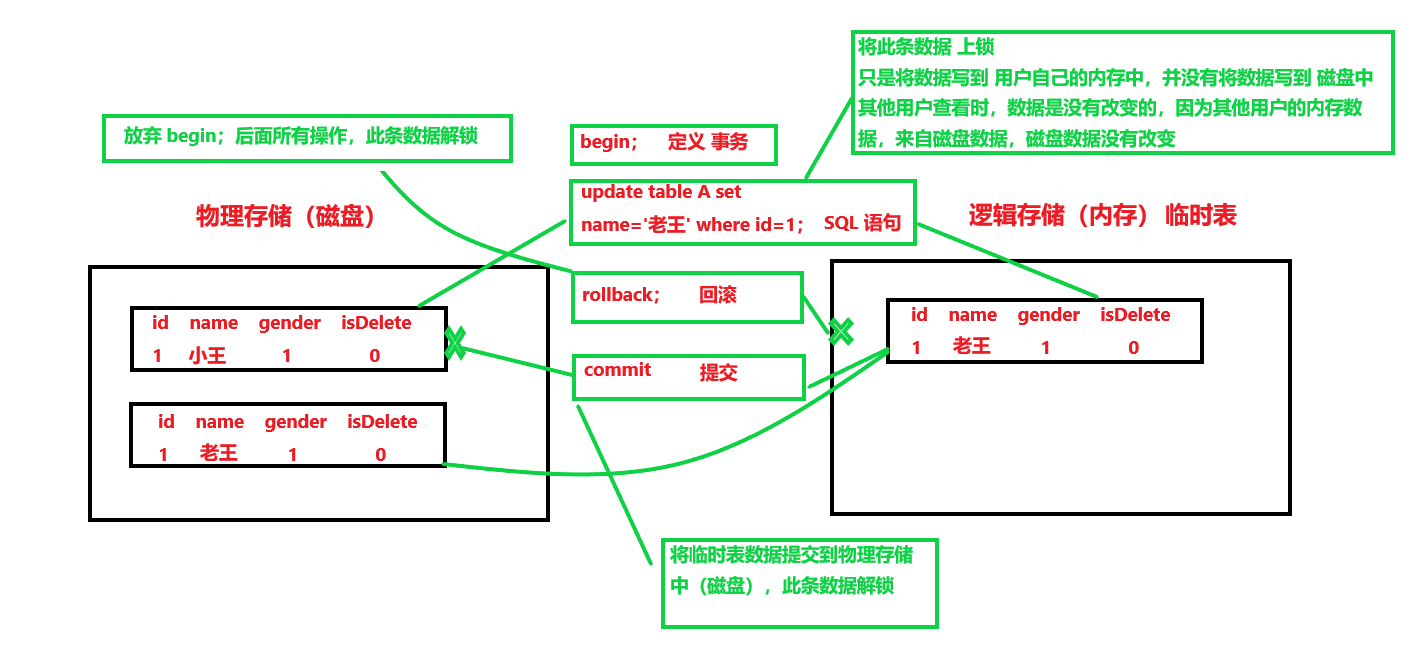 将此条数据 上锁
只是将数据写到 用户自己的内存中，并没有将数据写到 磁盘中
其他用户查看时，数据是没有改变的，因为其他用户的内存数
据，来自磁盘数据，磁盘数据没有改变
放弃 begin；后面所有操作，此条数据解锁
begin； 定义 事务
update table A set
name='老王' where id=1； SQL 语句
物理存储（磁盘）
逻辑存储（内存） 临时表
rollback； 回滚
id name gender isDelete
1 小王 1 0
id name gender isDelete
1 老王 1 0
commit 提交
id name gender isDelete
1 老王 1 0
将临时表数据提交到物理存储
中（磁盘），此条数据解锁